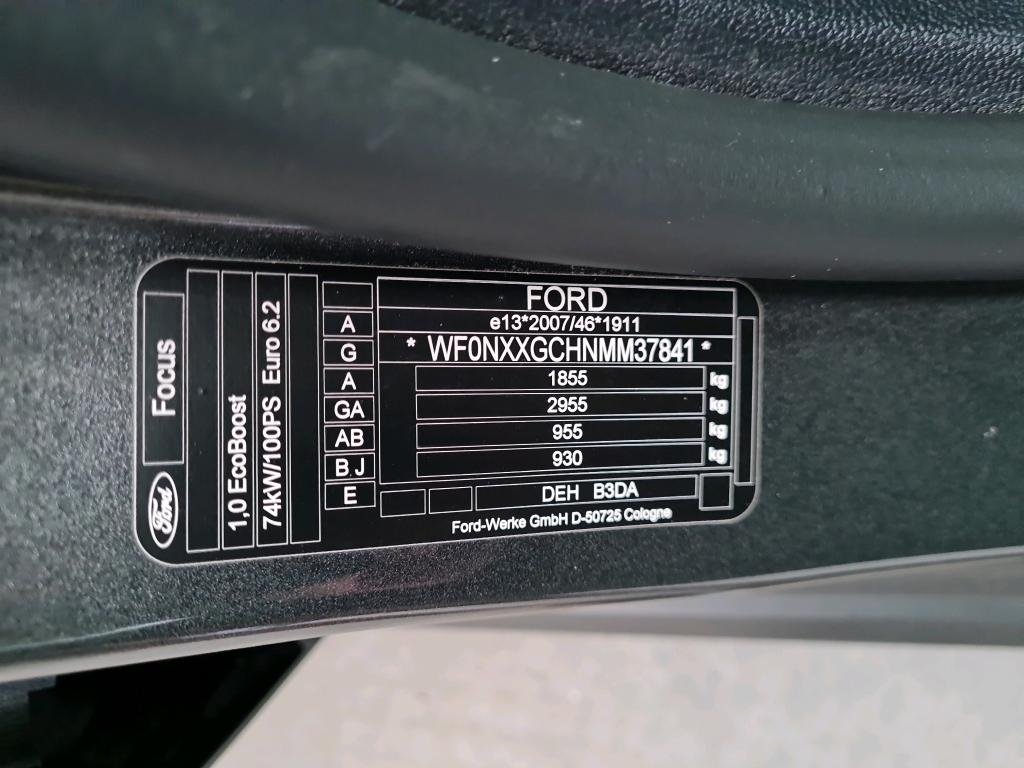 Ford
Focus
1,0 EcoBoost
74kW/100PS Euro 6.2
A
G
A
GA
AB
B J
E
FORD
e13*2007/46*1911
* WF0NXXGCHNMM37841 *
1855 kg
2955 kg
955 kg
930 kg
DEH B3DA
Ford-Werke GmbH D-50725 Cologne